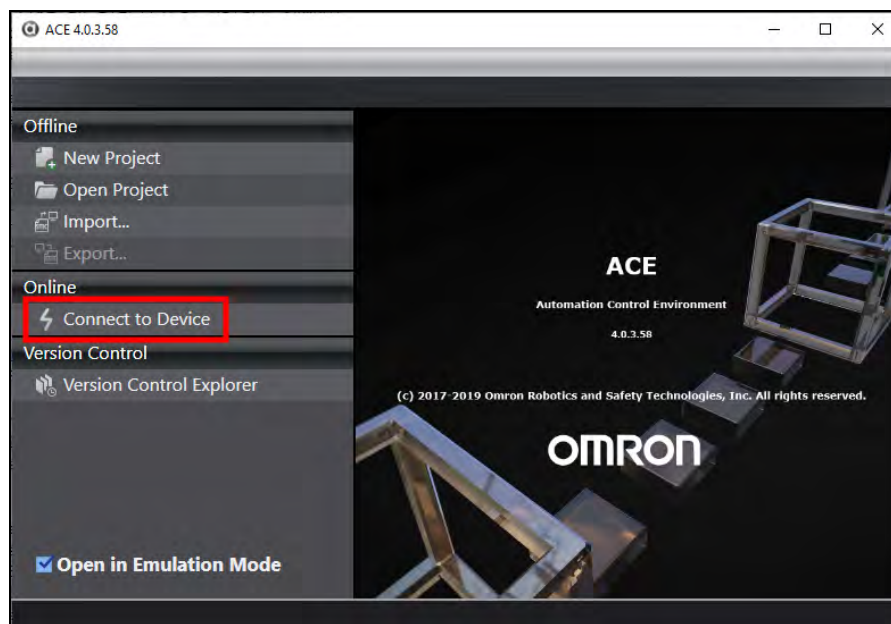 ACE 4.0.3.58
Offline
New Project
Open Project
Import...
Export...
Online
Connect to Device
Version Control
Version Control Explorer
Open in Emulation Mode
ACE
Automation Control Environment
4.0.3.58
(c) 2017-2019 Omron Robotics and Safety Technologies, Inc. All rights reserved.
OMRON